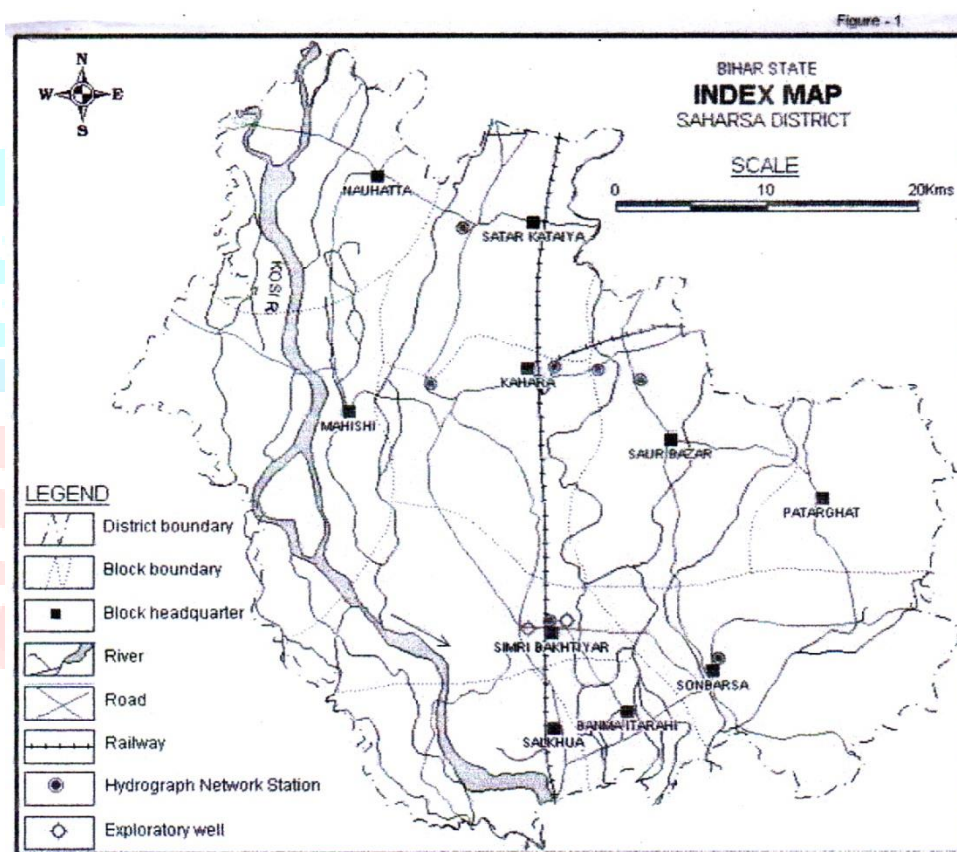 Figure - 1
N
W E
S
BIHAR STATE
INDEX MAP
SAHARSA DISTRICT
SCALE
0 10 20Kms
NAUHATTA
SATAR KATAIYA
KOSI R.
KAHARA
MAHISHI
SAUR BAZAR
PATARGHAT
SIMRI BAKHTIYAR
SONBARSA
BANMA ITARAHI
SALKHUA
LEGEND
District boundary
Block boundary
Block headquarter
River
Road
Railway
Hydrograph Network Station
Exploratory well